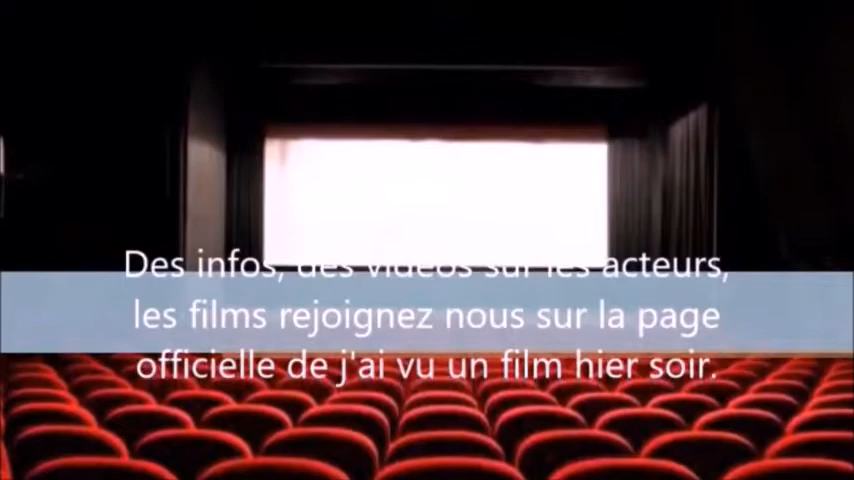 Des infos, des vidéos sur les acteurs,
les films rejoignez nous sur la page
officielle de j'ai vu un film hier soir.